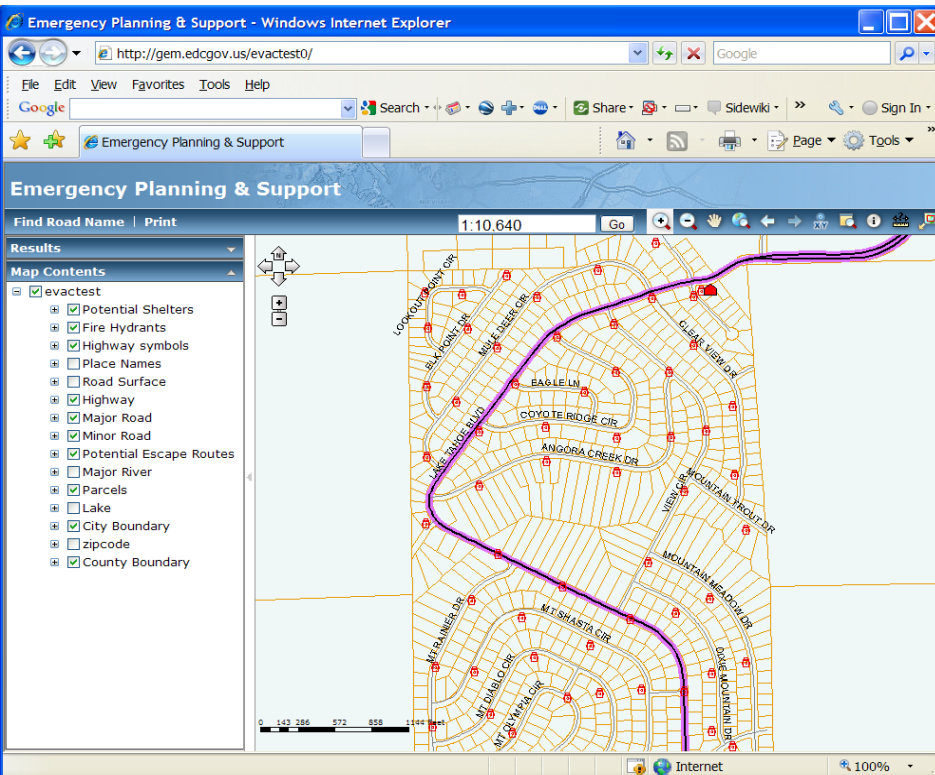 Emergency Planning & Support - Windows Internet Explorer
http://gem.edcgov.us/evactest0/
Google
File Edit View Favorites Tools Help
Google
Search
Share
Sidewiki
»
Sign In
Emergency Planning & Support
Page
Tools
»
Emergency Planning & Support
Find Road Name | Print
1:10.640
Go
XY
Results
Map Contents
evactest
Potential Shelters
Fire Hydrants
Highway symbols
Place Names
Road Surface
Highway
Major Road
Minor Road
Potential Escape Routes
Major River
Parcels
Lake
City Boundary
zipcode
County Boundary
N
LOOKOUT POINT CIR
ELK POINT DR
MULE DEER CIR
CLEAR VIEW DR
EAGLE LN
COYOTE RIDGE CIR
LAKE TAHOE BLVD
ANGORA CREEK DR
VIEW CIR
MOUNTAIN TROUT DR
MOUNTAIN MEADOW DR
MT RAINIER DR
MT SHASTA CIR
MT DIABLO CIR
MT OLYMPIA CIR
DIXIE MOUNTAIN DR
0 143 286 572 858 1144 Feet
Internet
100%